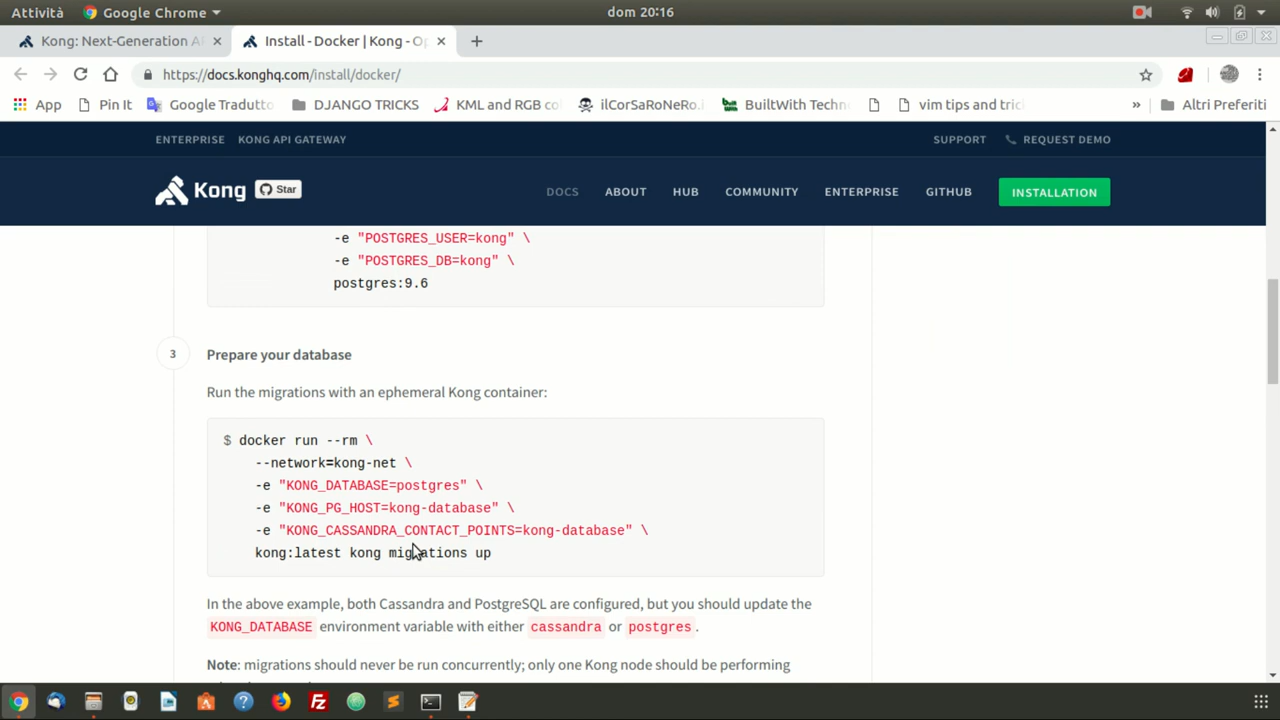 Attività
Google Chrome
dom 20:16
Kong: Next-Generation A
Install - Docker | Kong - Op
https://docs.konghq.com/install/docker/
App
Pin It
Google Tradutto
DJANGO TRICKS
KML and RGB co
ilCorSaRoNeRo.i
BuiltWith Techn
vim tips and tric
»
Altri Preferiti
ENTERPRISE
KONG API GATEWAY
SUPPORT
REQUEST DEMO
Kong
Star
DOCS
ABOUT
HUB
COMMUNITY
ENTERPRISE
GITHUB
INSTALLATION
-e "POSTGRES_USER=kong" \
-e "POSTGRES_DB=kong" \
postgres:9.6
3
Prepare your database
Run the migrations with an ephemeral Kong container:
$ docker run --rm \
--network=kong-net \
-e "KONG_DATABASE=postgres" \
-e "KONG_PG_HOST=kong-database" \
-e "KONG_CASSANDRA_CONTACT_POINTS=kong-database" \
kong:latest kong migrations up
In the above example, both Cassandra and PostgreSQL are configured, but you should update the
KONG_DATABASE environment variable with either cassandra or postgres.
Note: migrations should never be run concurrently; only one Kong node should be performing